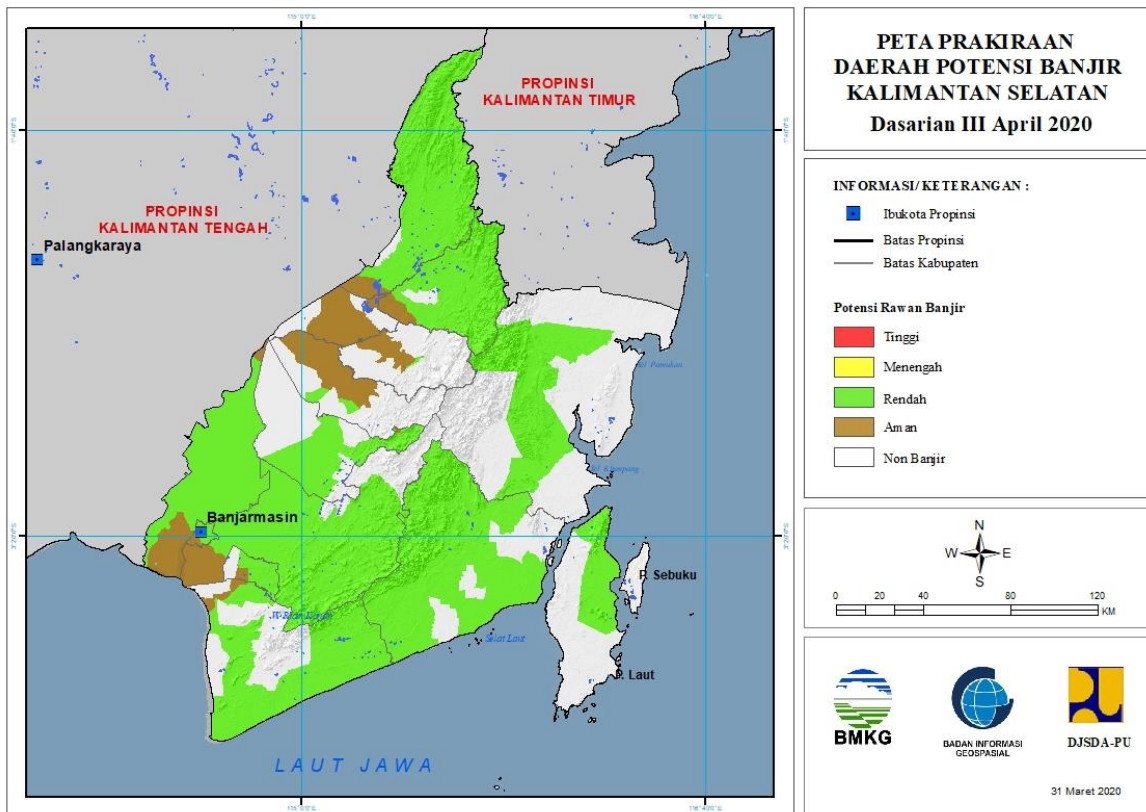 PETA PRAKIRAAN
DAERAH POTENSI BANJIR
KALIMANTAN SELATAN
Dasarian III April 2020
INFORMASI/ KETERANGAN :
Ibukota Propinsi
Batas Propinsi
Batas Kabupaten
Potensi Rawan Banjir
Tinggi
Menengah
Rendah
Aman
Non Banjir
N
W E
S
0 20 40 80 120
KM
BMKG
BADAN INFORMASI
GEOSPASIAL
DJSDA-PU
31 Maret 2020
PROPINSI
KALIMANTAN TIMUR
PROPINSI
KALIMANTAN TENGAH
Palangkaraya
Banjarmasin
P. Sebuku
Selat Laut
P. Laut
LAUT JAWA